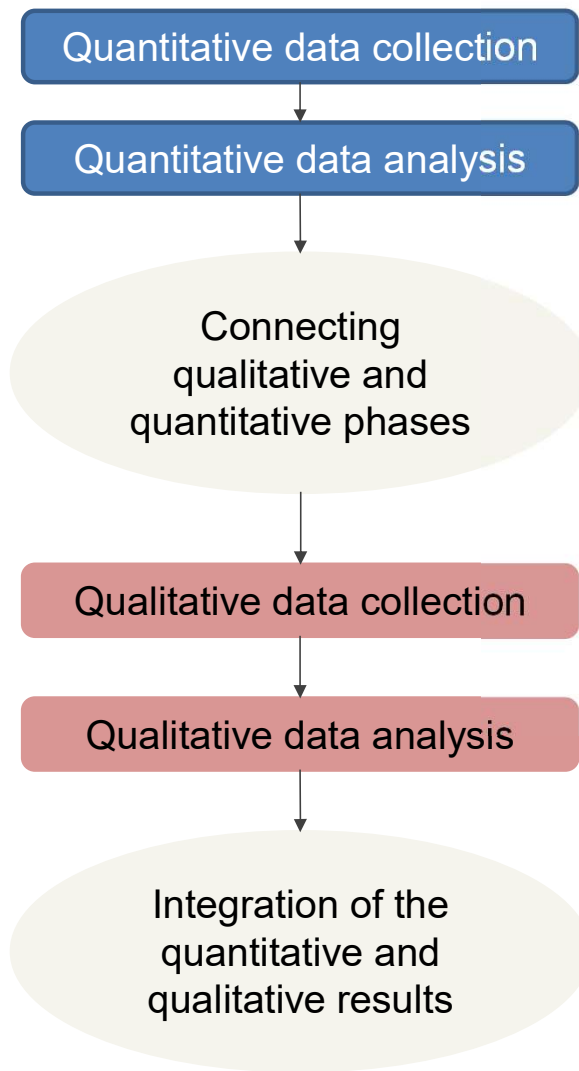 Quantitative data collection
Quantitative data analysis
Connecting
qualitative and
quantitative phases
Qualitative data collection
Qualitative data analysis
Integration of the
quantitative and
qualitative results